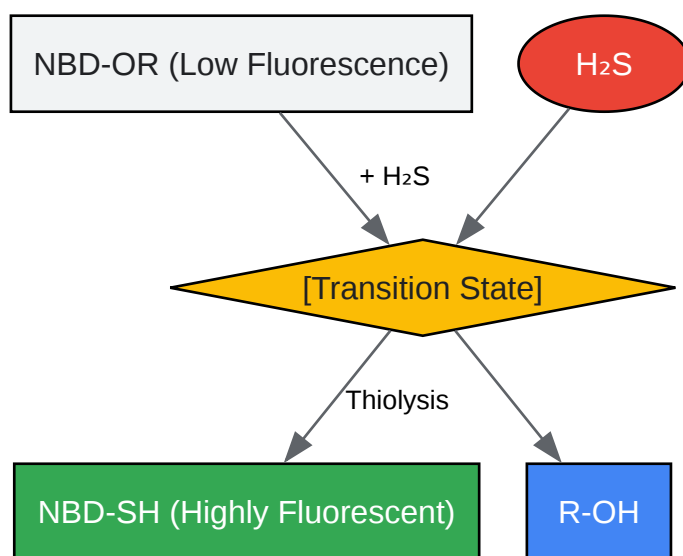 NBD-OR (Low Fluorescence)
H₂S
+ H₂S
[Transition State]
Thiolysis
NBD-SH (Highly Fluorescent)
R-OH